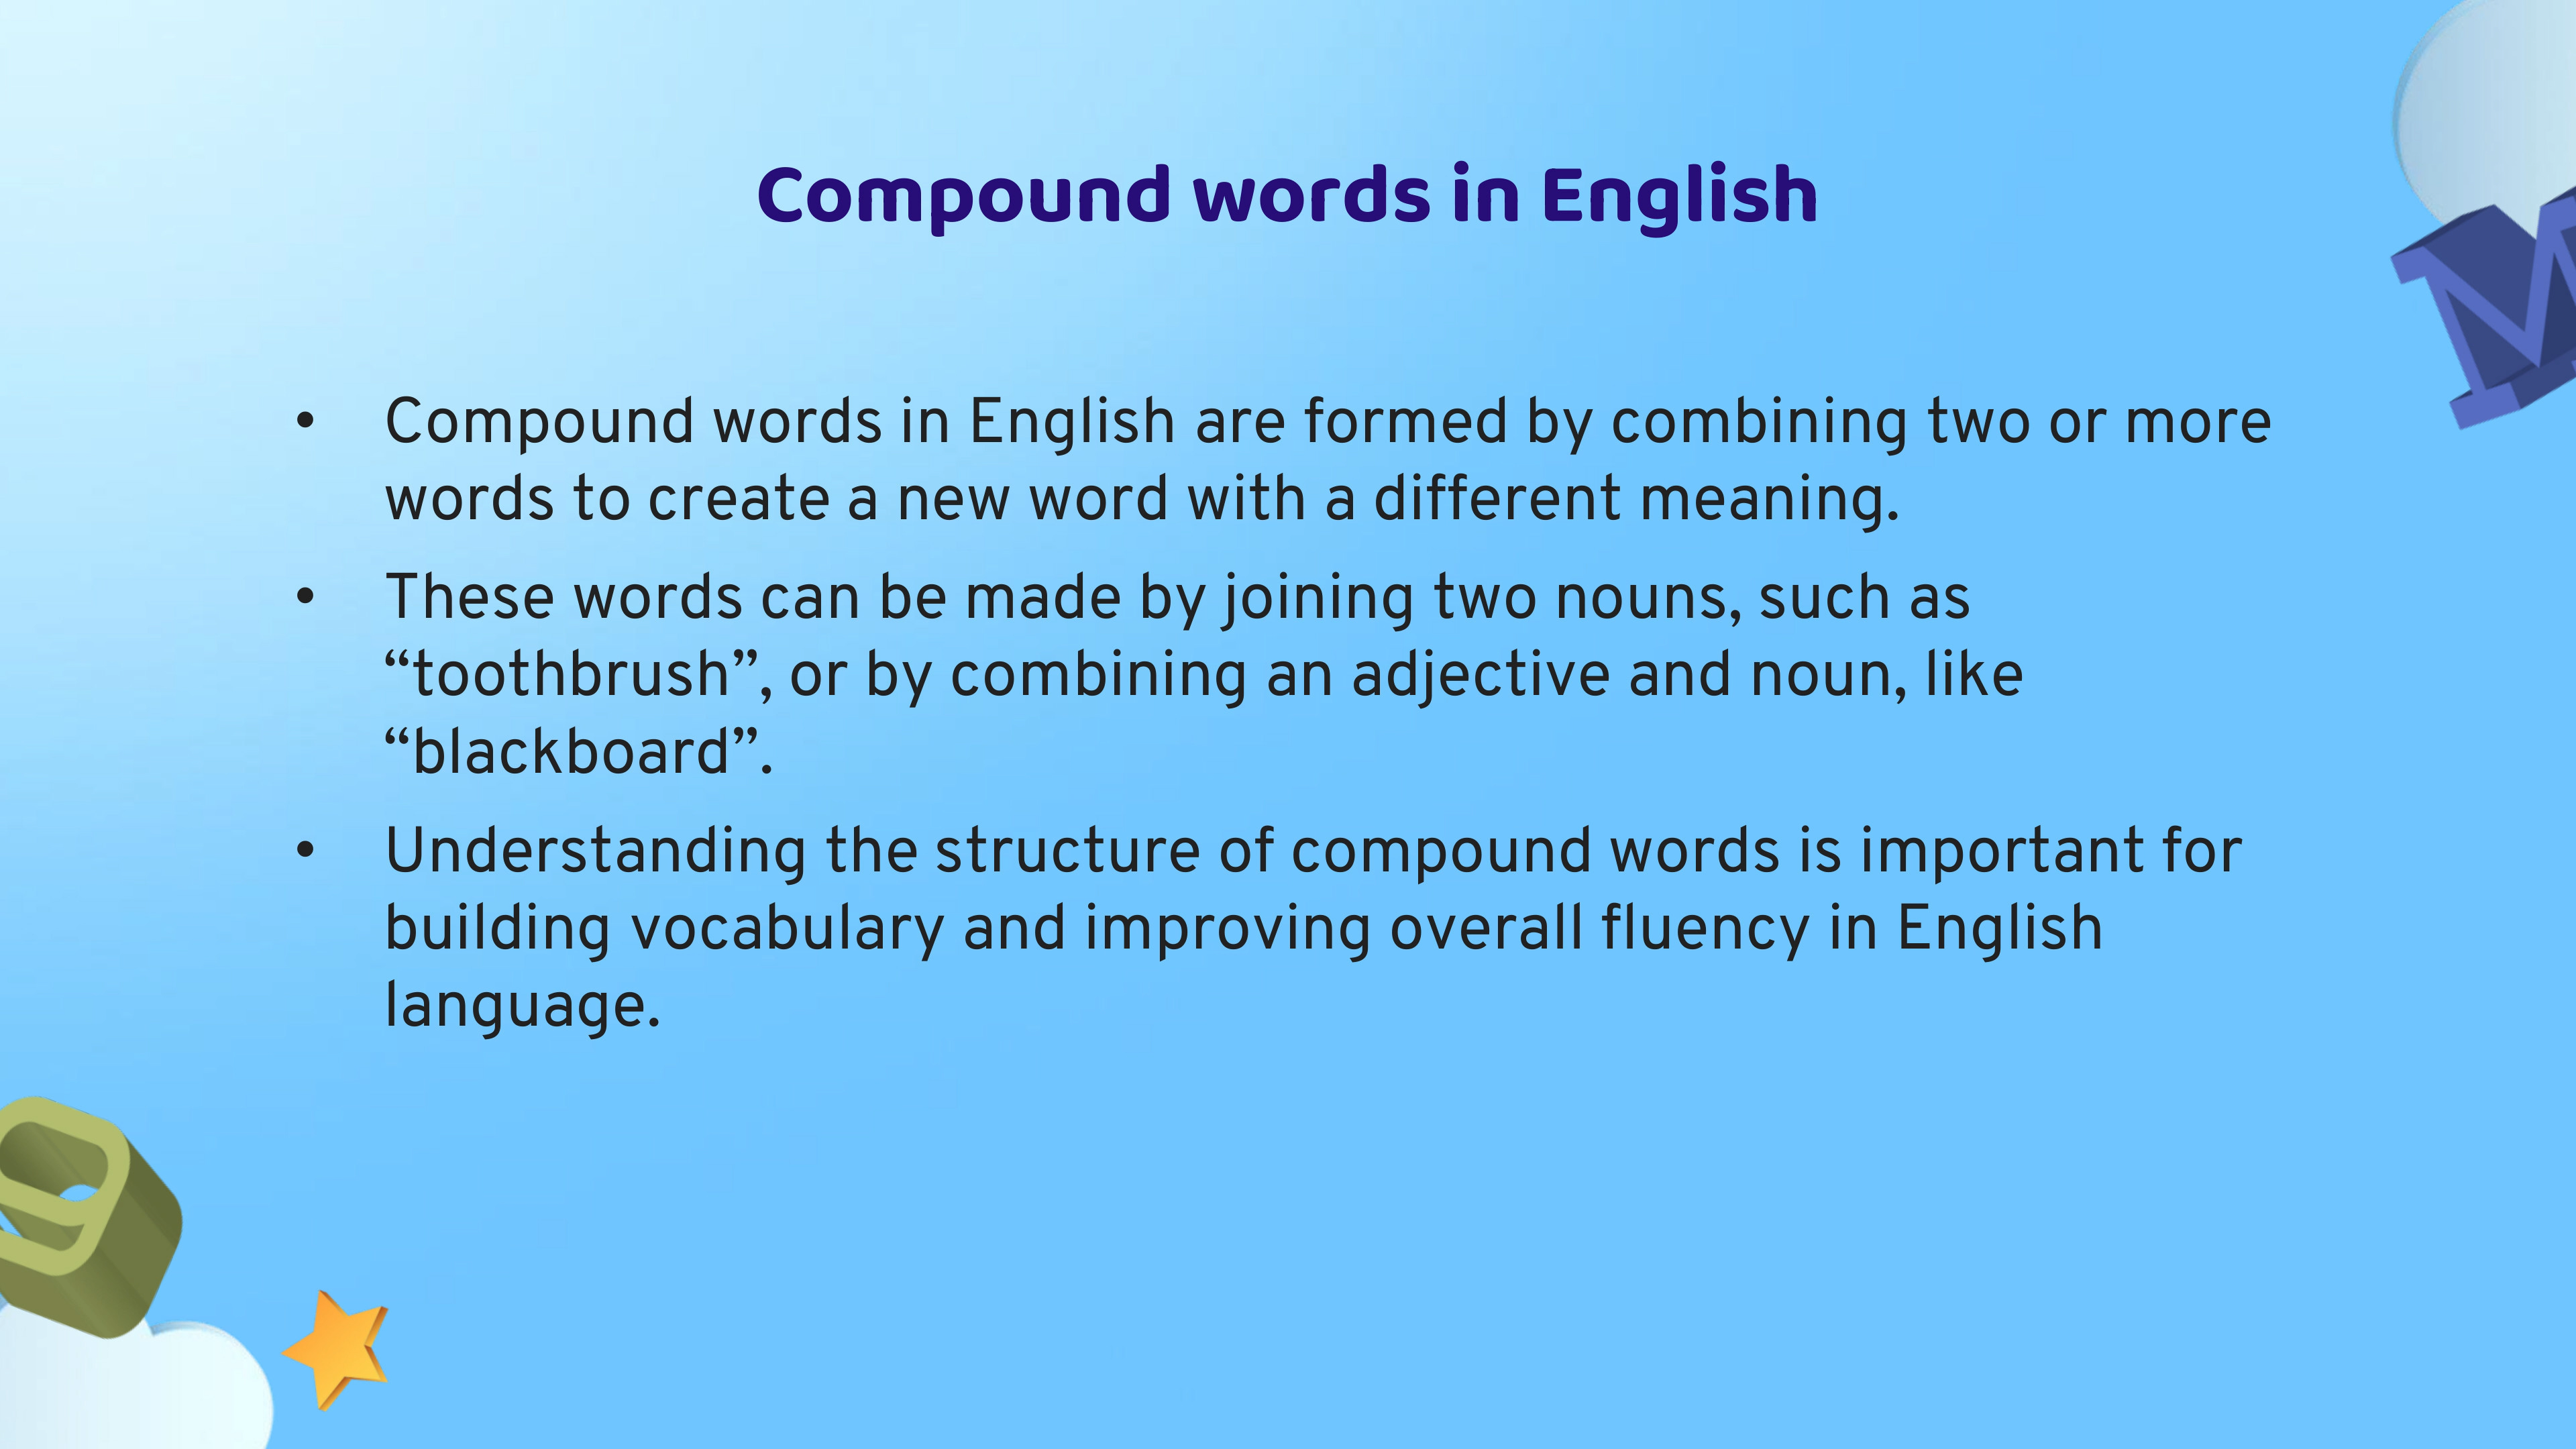 Compound words in English
• Compound words in English are formed by combining two or more
words to create a new word with a different meaning.
• These words can be made by joining two nouns, such as
“toothbrush”, or by combining an adjective and noun, like
“blackboard”.
• Understanding the structure of compound words is important for
building vocabulary and improving overall fluency in English
language.
M